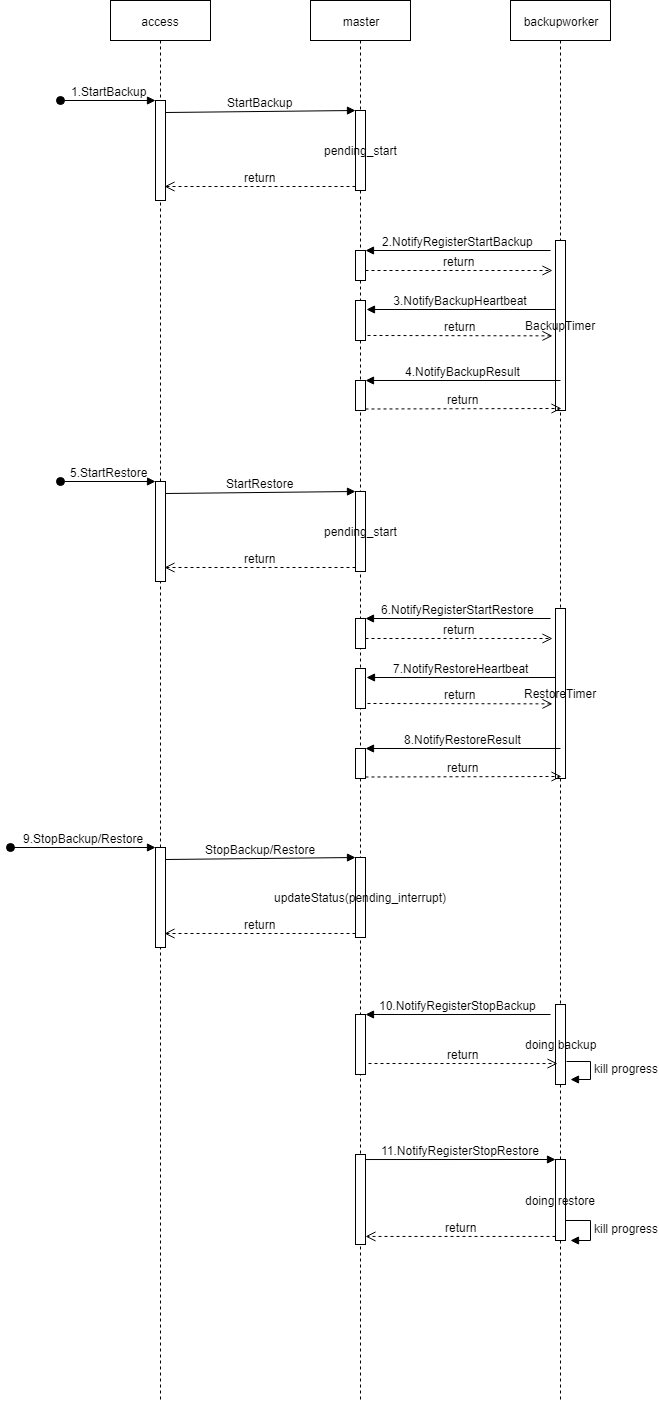 access
master
backupworker
1.StartBackup
StartBackup
pending_start
return
2.NotifyRegisterStartBackup
return
3.NotifyBackupHeartbeat
return
BackupTimer
4.NotifyBackupResult
return
5.StartRestore
StartRestore
pending_start
return
6.NotifyRegisterStartRestore
return
7.NotifyRestoreHeartbeat
return
RestoreTimer
8.NotifyRestoreResult
return
9.StopBackup/Restore
StopBackup/Restore
updateStatus(pending_interrupt)
return
10.NotifyRegisterStopBackup
doing backup
return
kill progress
11.NotifyRegisterStopRestore
doing restore
return
kill progress